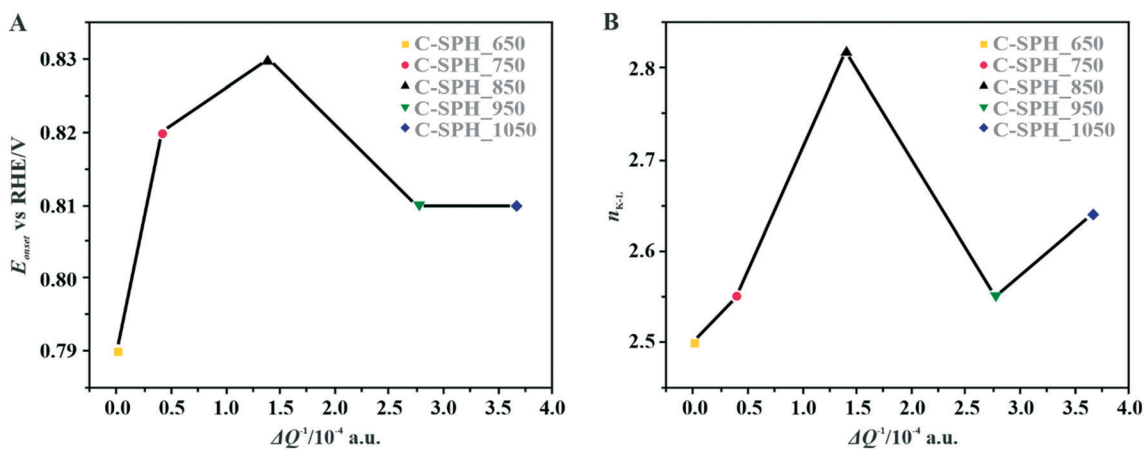 A
C-SPH_650
C-SPH_750
C-SPH_850
C-SPH_950
C-SPH_1050
0.83
0.82
0.81
0.80
0.79
E_onset vs RHE/V
0.0 0.5 1.0 1.5 2.0 2.5 3.0 3.5 4.0
ΔQ⁻¹/10⁻⁴ a.u.
B
C-SPH_650
C-SPH_750
C-SPH_850
C-SPH_950
C-SPH_1050
2.8
2.7
2.6
2.5
n_K-L
0.0 0.5 1.0 1.5 2.0 2.5 3.0 3.5 4.0
ΔQ⁻¹/10⁻⁴ a.u.